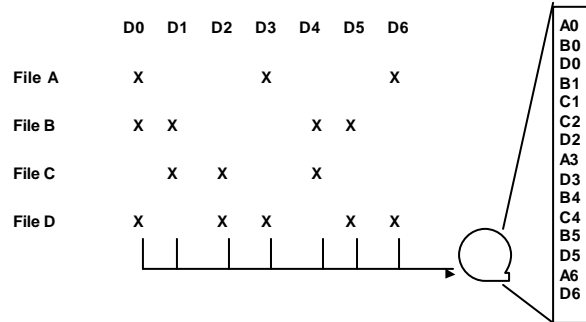 D0 D1 D2 D3 D4 D5 D6
File A X X X
File B X X X X
File C X X X
File D X X X X X
A0
B0
D0
B1
C1
C2
D2
A3
D3
B4
C4
B5
D5
A6
D6